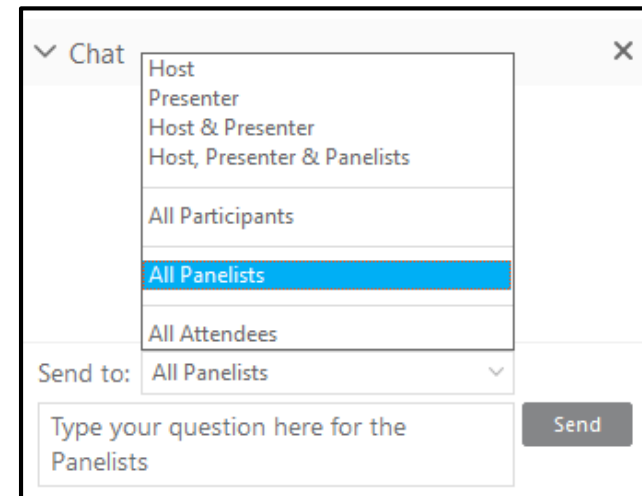 Chat
Host
Presenter
Host & Presenter
Host, Presenter & Panelists
All Participants
All Panelists
All Attendees
Send to: All Panelists
Type your question here for the
Panelists
Send